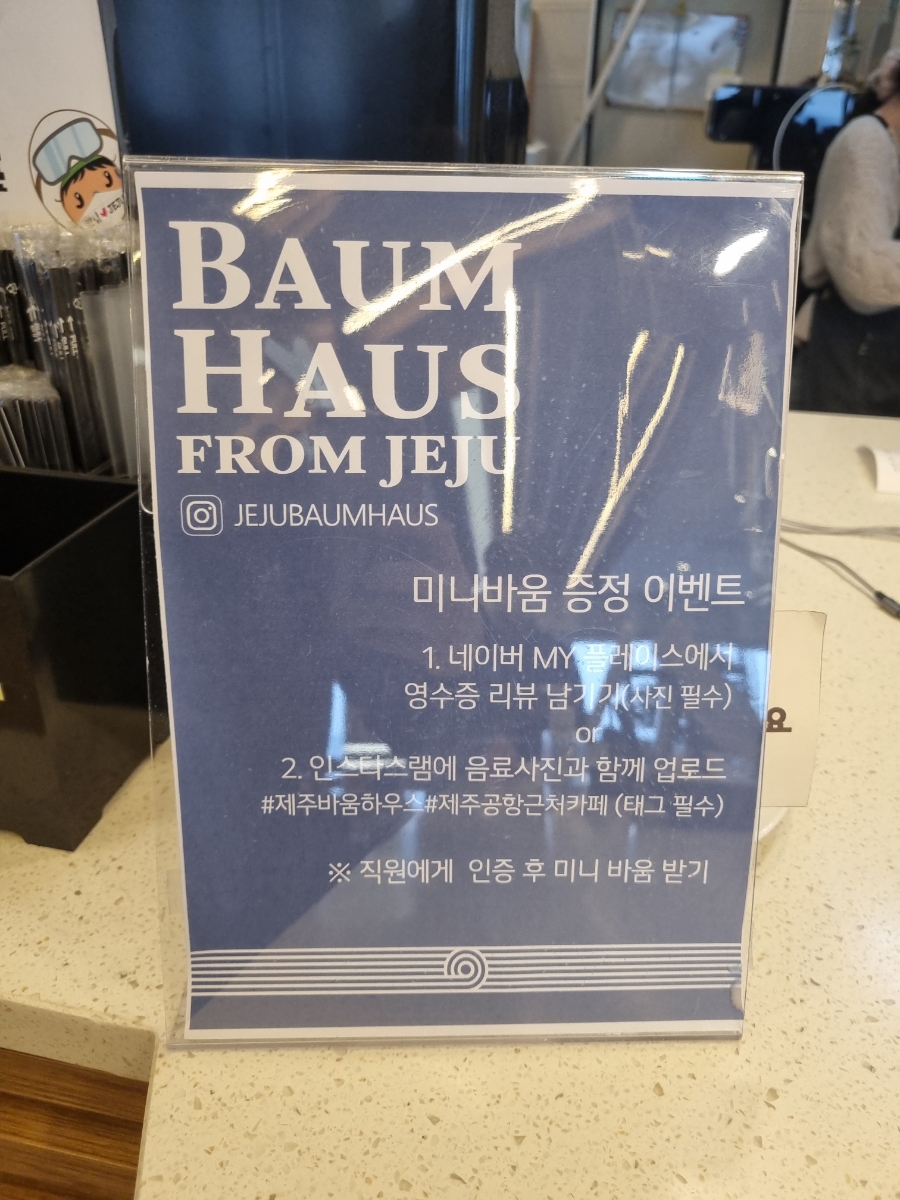 BAUM
HAUS
FROM JEJU
JEJUBAUMHAUS
미니바움 증정 이벤트
1. 네이버 MY 플레이스에서
영수증 리뷰 남기기(사진 필수)
or
2. 인스타스램에 음료사진과 함께 업로드
#제주바움하우스#제주공항근처카페 (태그 필수)
※ 직원에게 인증 후 미니 바움 받기
요